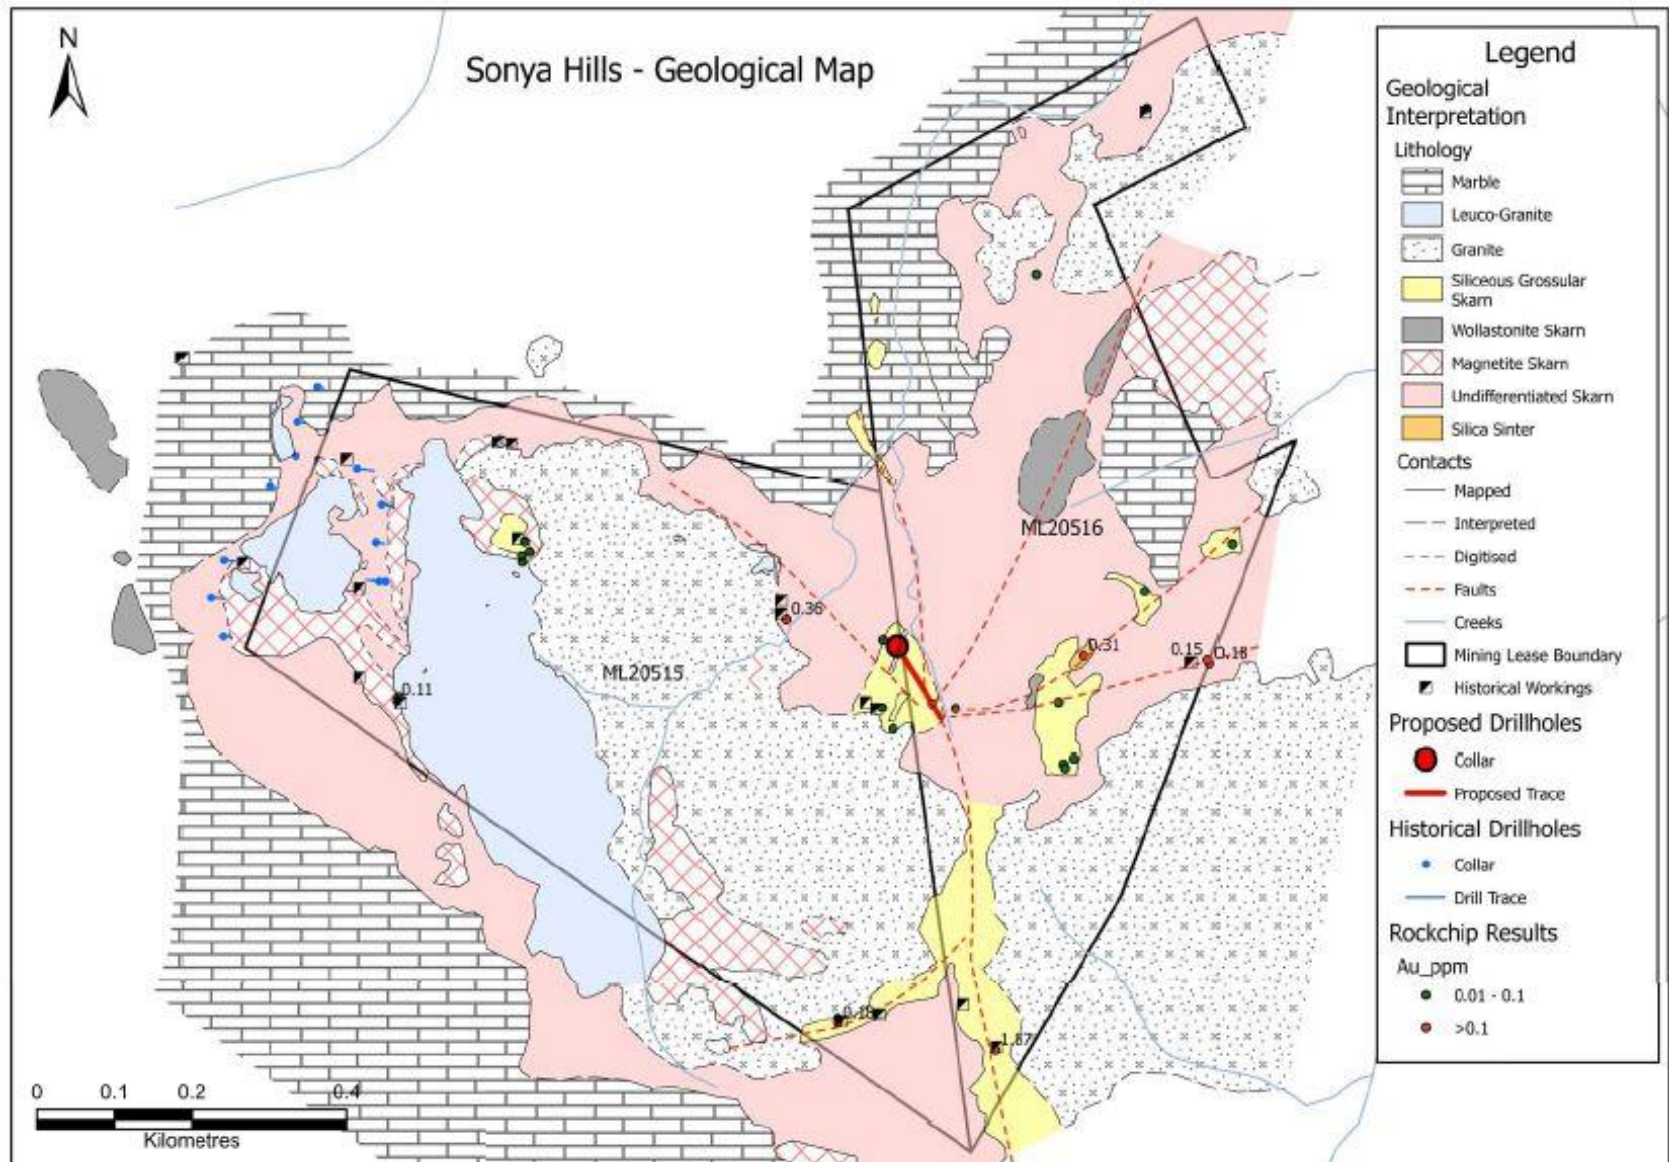 N
Sonya Hills - Geological Map
ML20516
0.36
ML20515
0.31
0.15
0.18
0.11
0.18
1.87
0 0.1 0.2 0.4
Kilometres
Legend
Geological
Interpretation
Lithology
Marble
Leuco-Granite
Granite
Siliceous Grossular
Skarn
Wollastonite Skarn
Magnetite Skarn
Undifferentiated Skarn
Silica Sinter
Contacts
Mapped
Interpreted
Digitised
Faults
Creeks
Mining Lease Boundary
Historical Workings
Proposed Drillholes
Collar
Proposed Trace
Historical Drillholes
Collar
Drill Trace
Rockchip Results
Au_ppm
0.01 - 0.1
>0.1